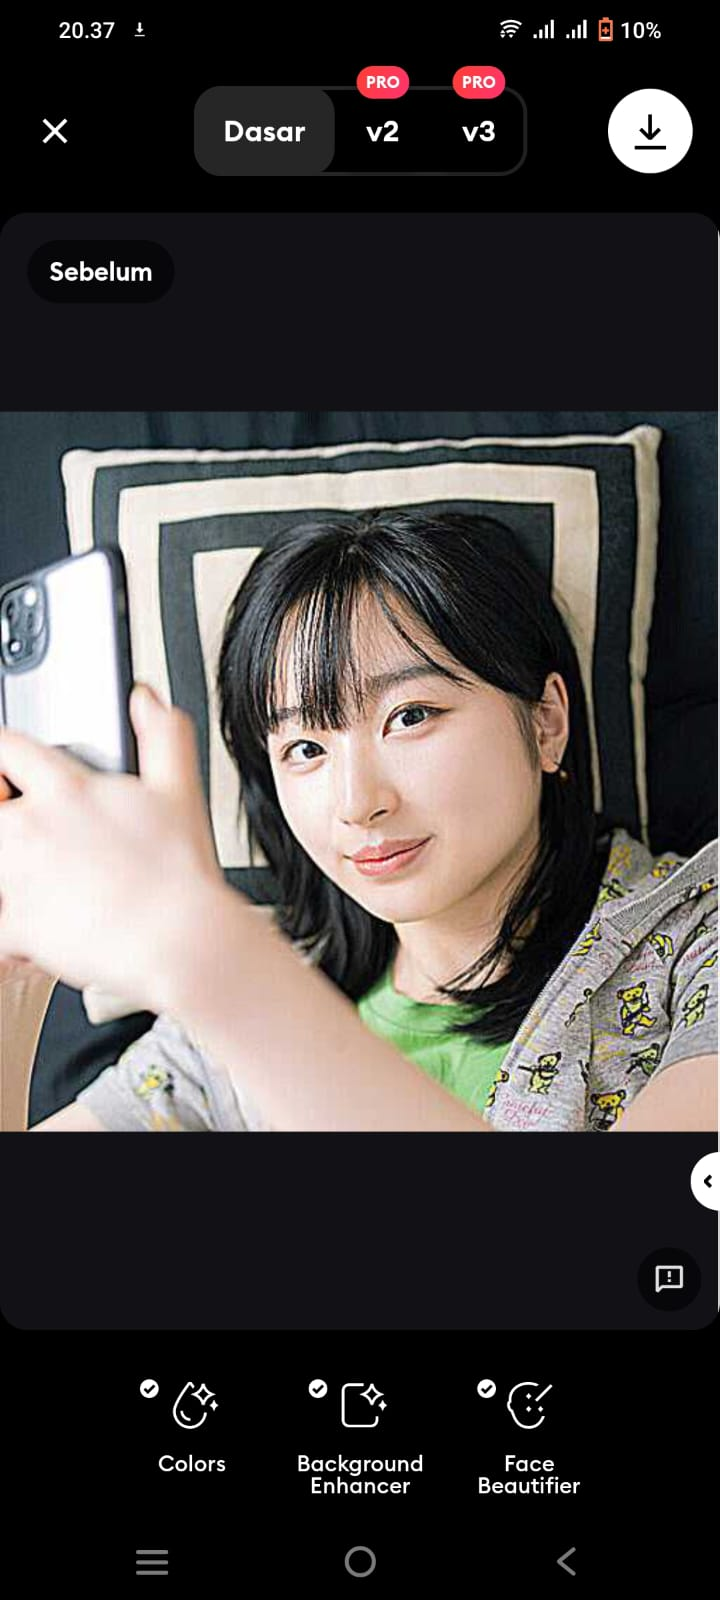 20.37
10%
PRO PRO
Dasar v2 v3
Sebelum
Colors
Background
Enhancer
Face
Beautifier